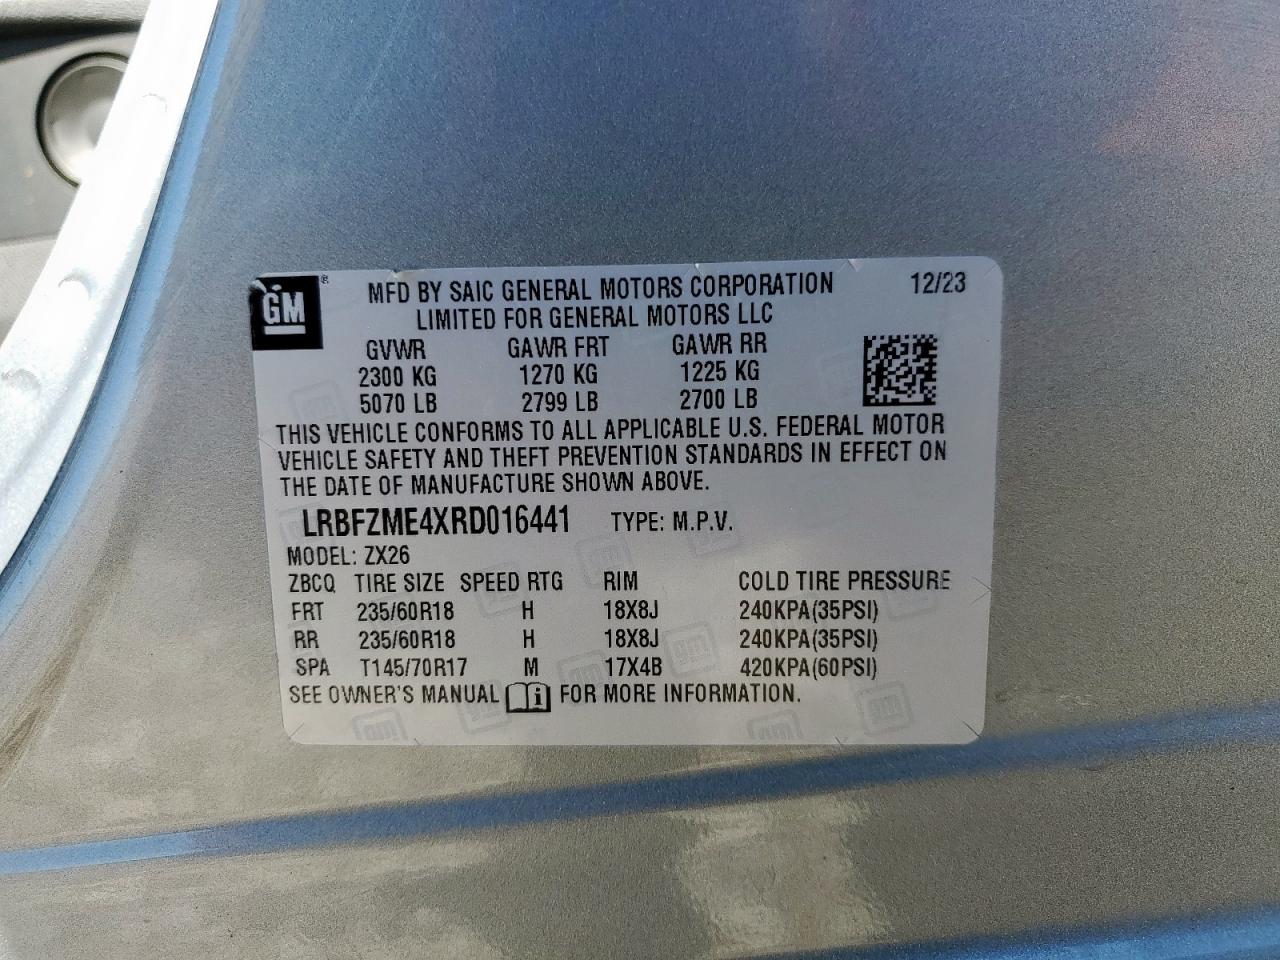 GM ® MFD BY SAIC GENERAL MOTORS CORPORATION 12/23
LIMITED FOR GENERAL MOTORS LLC
GVWR GAWR FRT GAWR RR
2300 KG 1270 KG 1225 KG
5070 LB 2799 LB 2700 LB
THIS VEHICLE CONFORMS TO ALL APPLICABLE U.S. FEDERAL MOTOR
VEHICLE SAFETY AND THEFT PREVENTION STANDARDS IN EFFECT ON
THE DATE OF MANUFACTURE SHOWN ABOVE.
LRBFZME4XRD016441 TYPE: M.P.V.
MODEL: ZX26
ZBCQ TIRE SIZE SPEED RTG RIM COLD TIRE PRESSURE
FRT 235/60R18 H 18X8J 240KPA(35PSI)
RR 235/60R18 H 18X8J 240KPA(35PSI)
SPA T145/70R17 M 17X4B 420KPA(60PSI)
SEE OWNER'S MANUAL i FOR MORE INFORMATION.